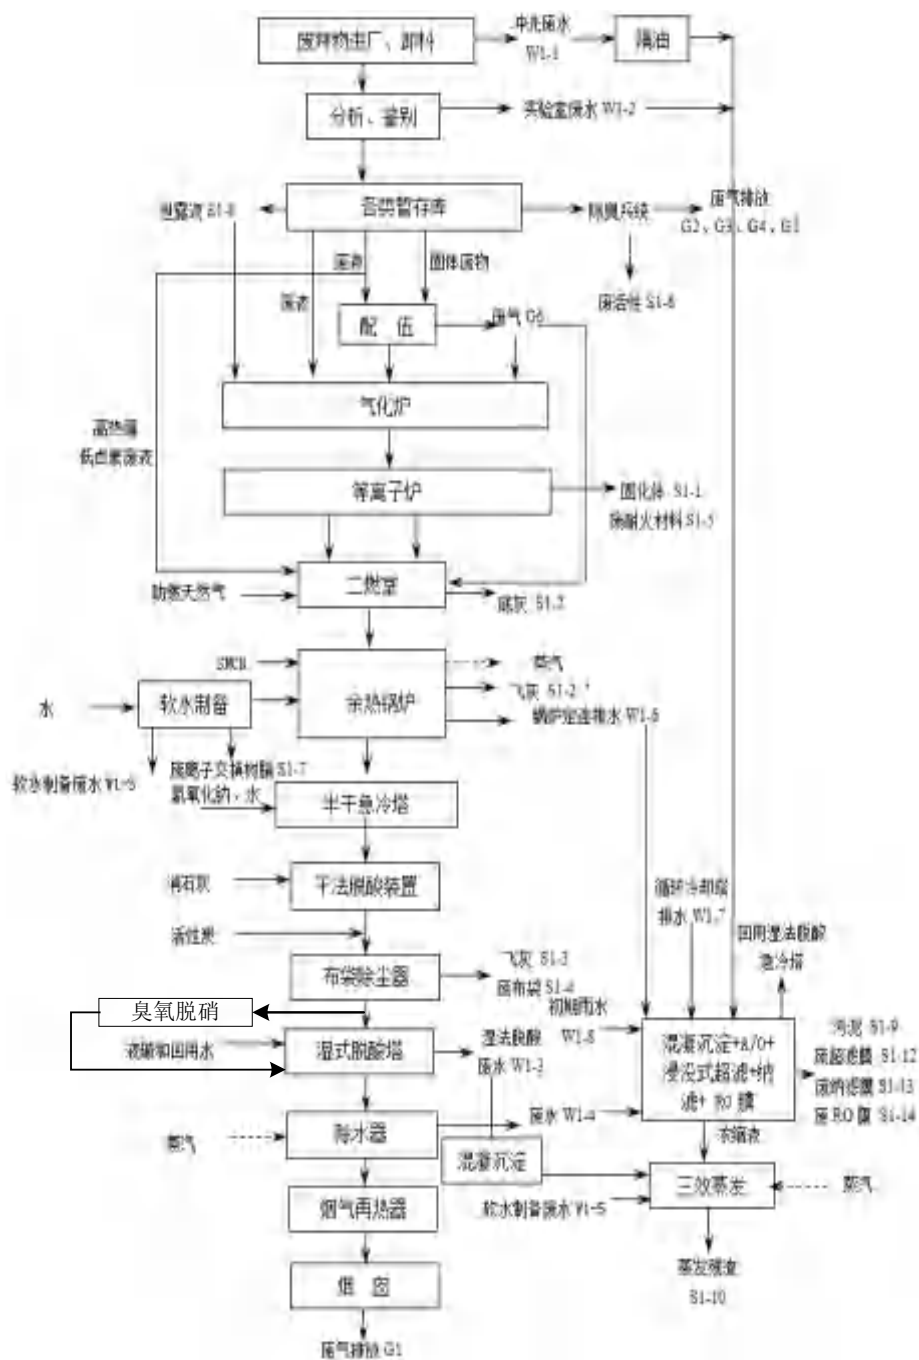 废弃物进厂、卸料
冲洗废水
W1-1
隔油
分析、鉴别
实验室废水 W1-2
泄露液 S1-8
各类暂存库
除臭系统
废气排放
G2、G3、G4、G5
废液
固体废物
废液
废活性 S1-6
配 伍
废气 G6
气化炉
高热值
低卤素废液
等离子炉
固化体 S1-1
废耐火材料 S1-5
二燃室
助燃天然气
底灰 S1-2
SNCR
蒸汽
水
软水制备
余热锅炉
飞灰 S1-2
锅炉定连排水 W1-6
软水制备废水 W1-5
废离子交换树脂 S1-7
氢氧化钠、水
半干急冷塔
消石灰
干法脱酸装置
循环冷却塔
排水 W1-7
活性炭
回用湿法脱酸
急冷塔
布袋除尘器
飞灰 S1-3
废布袋 S1-4
臭氧脱硝
初期雨水
W1-8
液碱和回用水
湿式脱酸塔
湿法脱酸
废水 W1-3
混凝沉淀+A/O+
浸没式超滤+纳
滤+ RO 膜
污泥 S1-9
废超滤膜 S1-12
废纳滤膜 S1-13
废 RO 膜 S1-14
蒸汽
除水器
废水 W1-4
浓缩液
混凝沉淀
三效蒸发
蒸汽
烟气再热器
软水制备废水 W1-5
烟 囱
蒸发残渣
S1-10
废气排放 G1